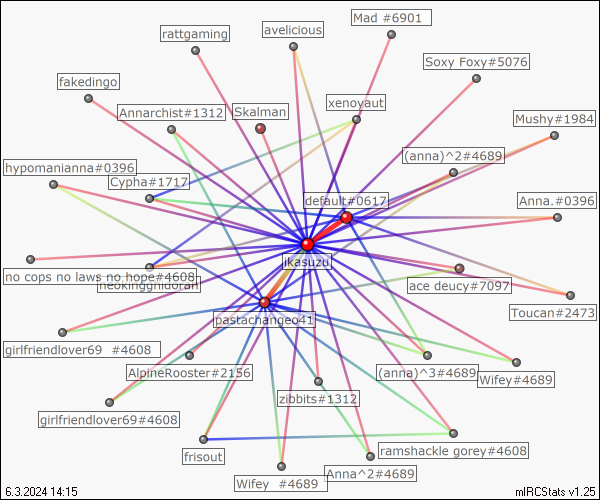 Mad #6901
rattgaming
avelicious
Soxy Foxy#5076
fakedingo
Annarchist#1312
Skalman
xenoyaut
Mushy#1984
(anna)^2#4689
hypomanianna#0396
Cypha#1717
default#0617
Anna.#0396
ikasuzu
no cops no laws no hope#4608
neokingghidorah
ace deucy#7097
Toucan#2473
pastachange041
girlfriendlover69 #4608
AlpineRooster#2156
(anna)^3#4689
Wifey#4689
zibbits#1312
girlfriendlover69#4608
ramshackle gorey#4608
frisout
Anna^2#4689
Wifey #4689
6.3.2024 14:15
mIRCStats v1.25